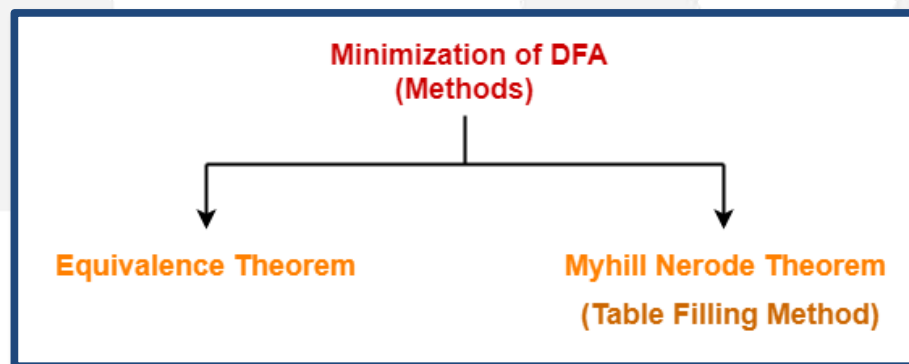 Minimization of DFA
(Methods)
Equivalence Theorem
Myhill Nerode Theorem
(Table Filling Method)